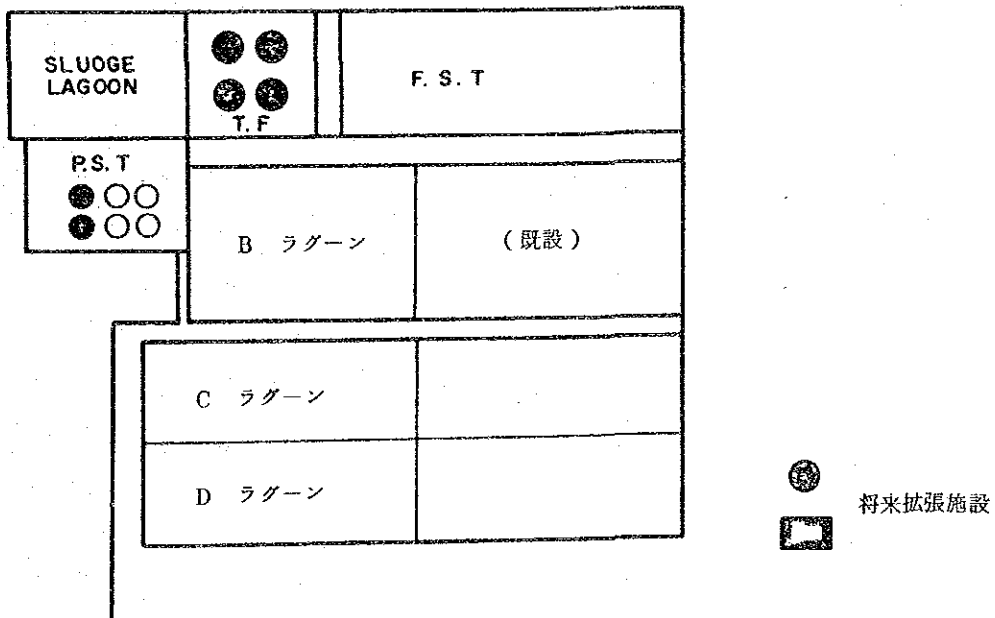 SLUOGE
LAGOON
T.F
F. S. T
P.S. T
B ラグーン
(既設)
C ラグーン
D ラグーン
将来拡張施設